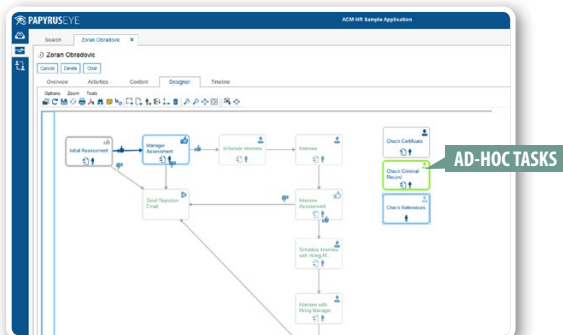 PAPYRUSEYE
ACM HR Sample Application
Search
Zoran Obradovic ×
Zoran Obradovic
Cancel
Delete
Chat
Overview
Activities
Content
Designer
Timeline
Options
Zoom
Tools
Initial Assessment
Manager
Assessment
Schedule Interview
Interview
Check Certificate
Check Criminal
Record
AD-HOC TASKS
Check References
Send Rejection
Email
Interview
Assessment
Schedule Interview
with Hiring M...
Interview with
Hiring Manager